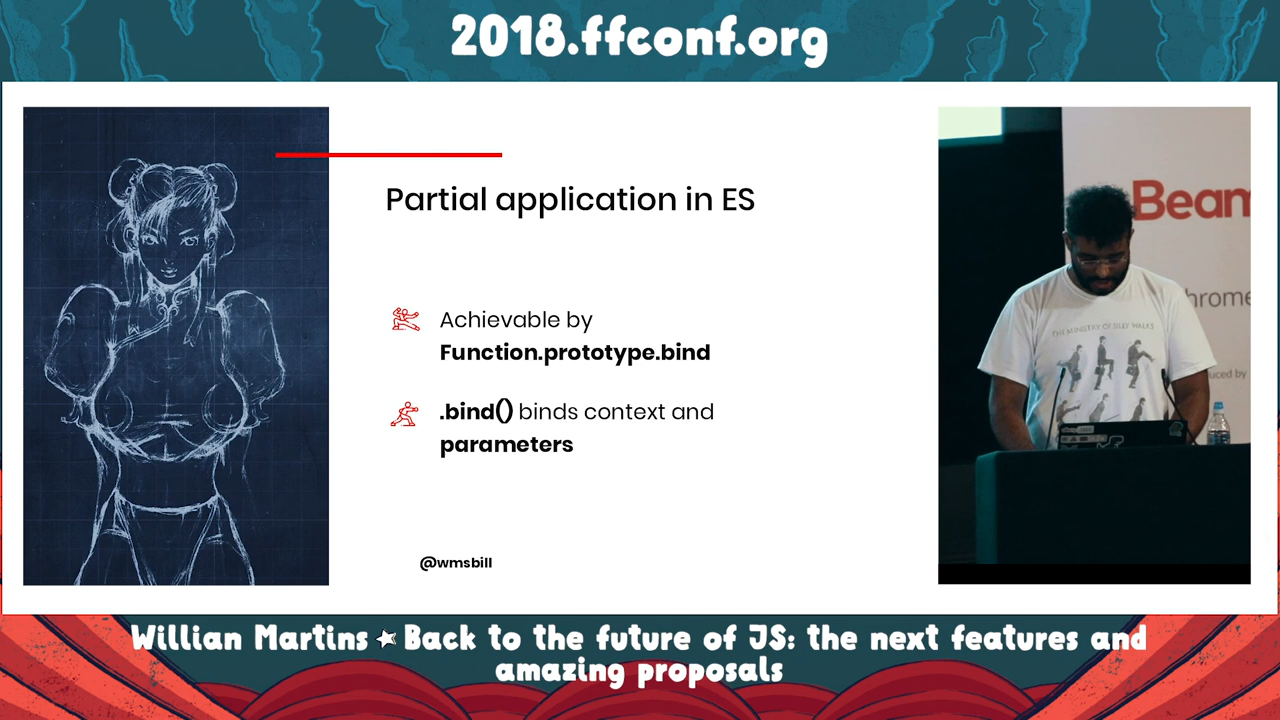 2018.ffconf.org
Partial application in ES
Achievable by
Function.prototype.bind
.bind() binds context and
parameters
@wmsbill
Beam
hrome
duced by
THE MINISTRY OF SILLY WALKS
Willian Martins ★ Back to the future of JS: the next features and
amazing proposals